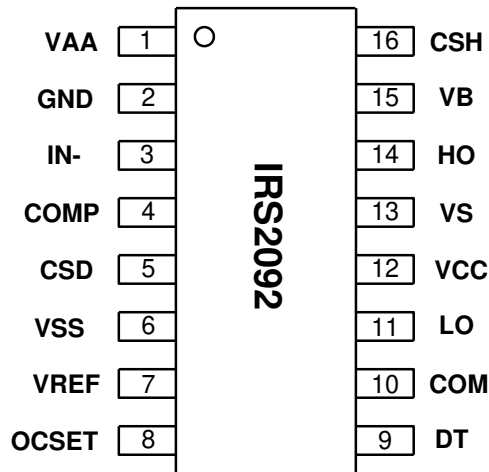 VAA 1 16 CSH
GND 2 15 VB
IN- 3 14 HO
COMP 4 13 VS
CSD 5 12 VCC
VSS 6 11 LO
VREF 7 10 COM
OCSET 8 9 DT
IRS2092